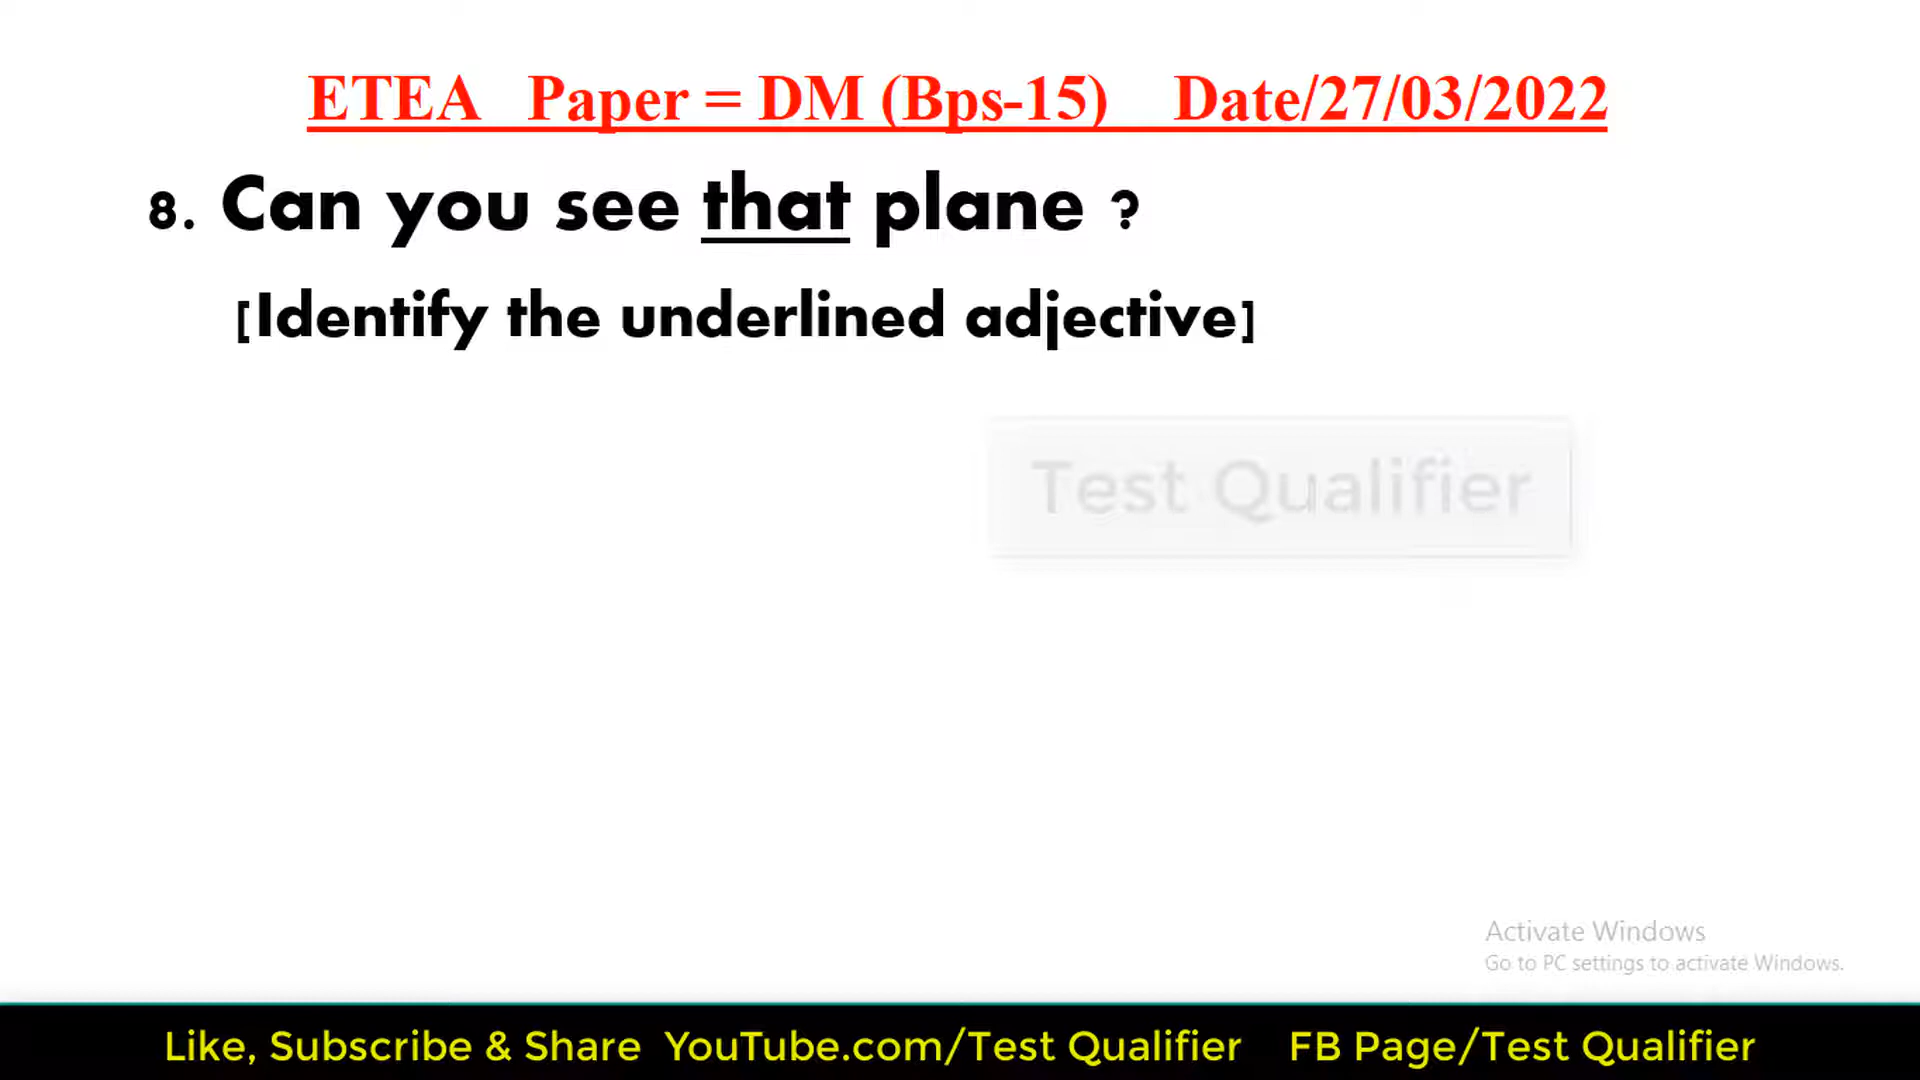 ETEA Paper = DM (Bps-15) Date/27/03/2022
8. Can you see that plane ?
[Identify the underlined adjective]
Test Qualifier
Activate Windows
Go to PC settings to activate Windows.
Like, Subscribe & Share YouTube.com/Test Qualifier FB Page/Test Qualifier